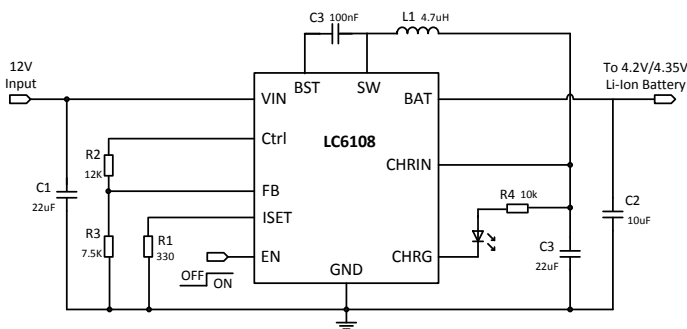 C3 100nF
L1 4.7uH
12V
Input
To 4.2V/4.35V
Li-Ion Battery
BST
SW
VIN
BAT
LC6108
Ctrl
R2
12K
CHRIN
C1
22uF
FB
R4 10k
C2
10uF
ISET
R3
7.5K
R1
330
EN
CHRG
C3
22uF
OFF
ON
GND